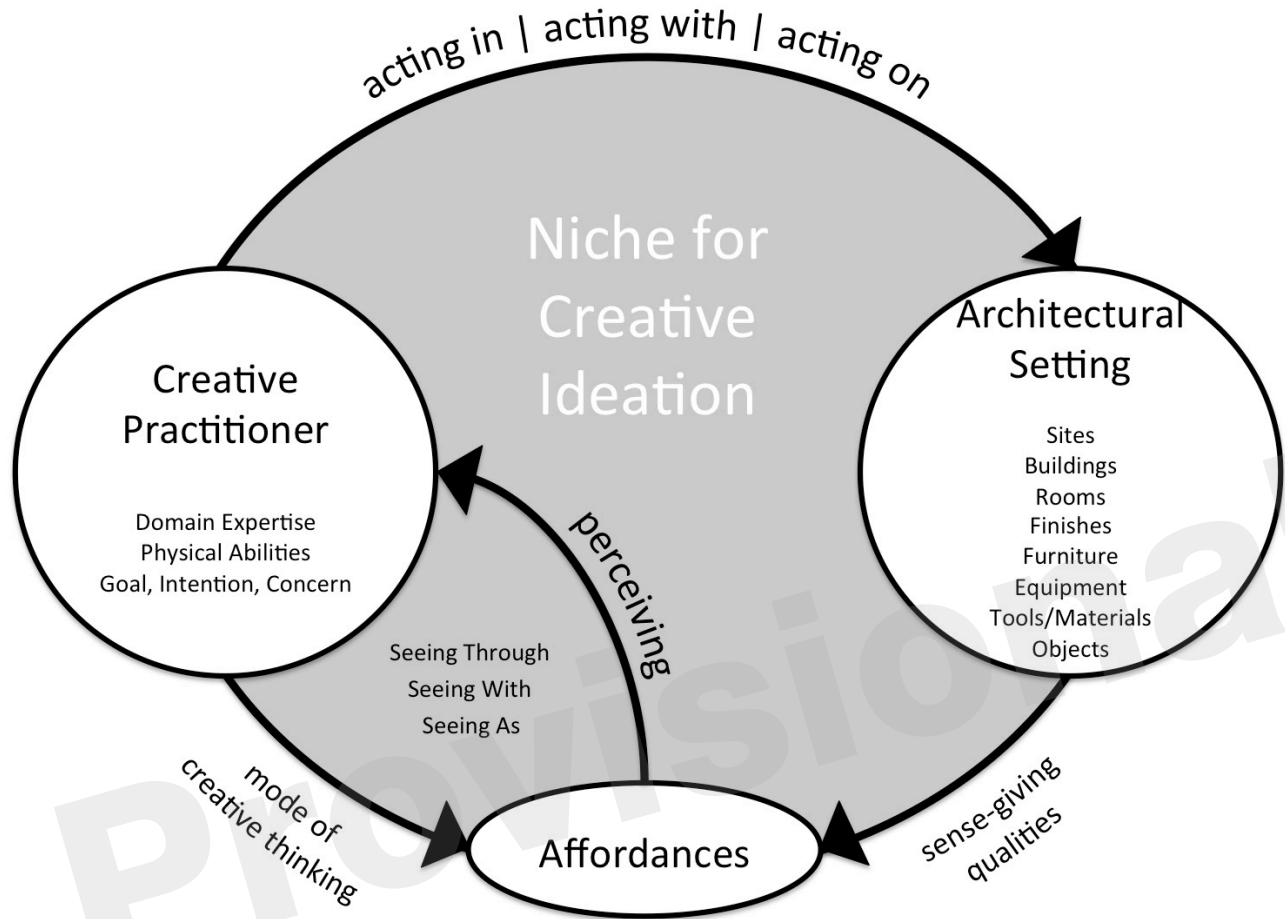 acting in | acting with | acting on
Niche for
Creative
Ideation
Creative
Practitioner
Domain Expertise
Physical Abilities
Goal, Intention, Concern
Architectural
Setting
Sites
Buildings
Rooms
Finishes
Furniture
Equipment
Tools/Materials
Objects
perceiving
Seeing Through
Seeing With
Seeing As
mode of
creative thinking
Affordances
sense-giving
qualities
Provisional